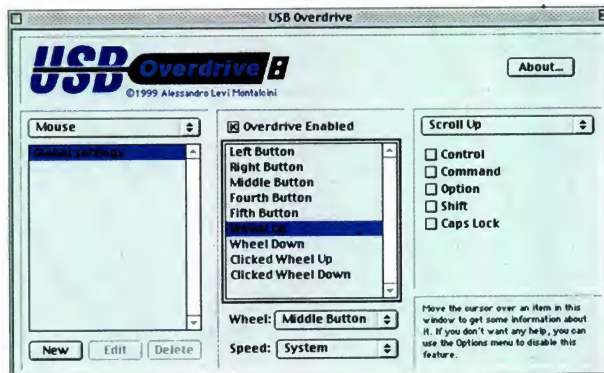 USB Overdrive
USB Overdrive
©1999 Alessandro Levi Montalcini
About...
Mouse
Global settings
New
Edit
Delete
Overdrive Enabled
Left Button
Right Button
Middle Button
Fourth Button
Fifth Button
Wheel Up
Wheel Down
Clicked Wheel Up
Clicked Wheel Down
Wheel: Middle Button
Speed: System
Scroll Up
Control
Command
Option
Shift
Caps Lock
Move the cursor over an item in this
window to get some information about
it. If you don't want any help, you can
use the Options menu to disable this
feature.